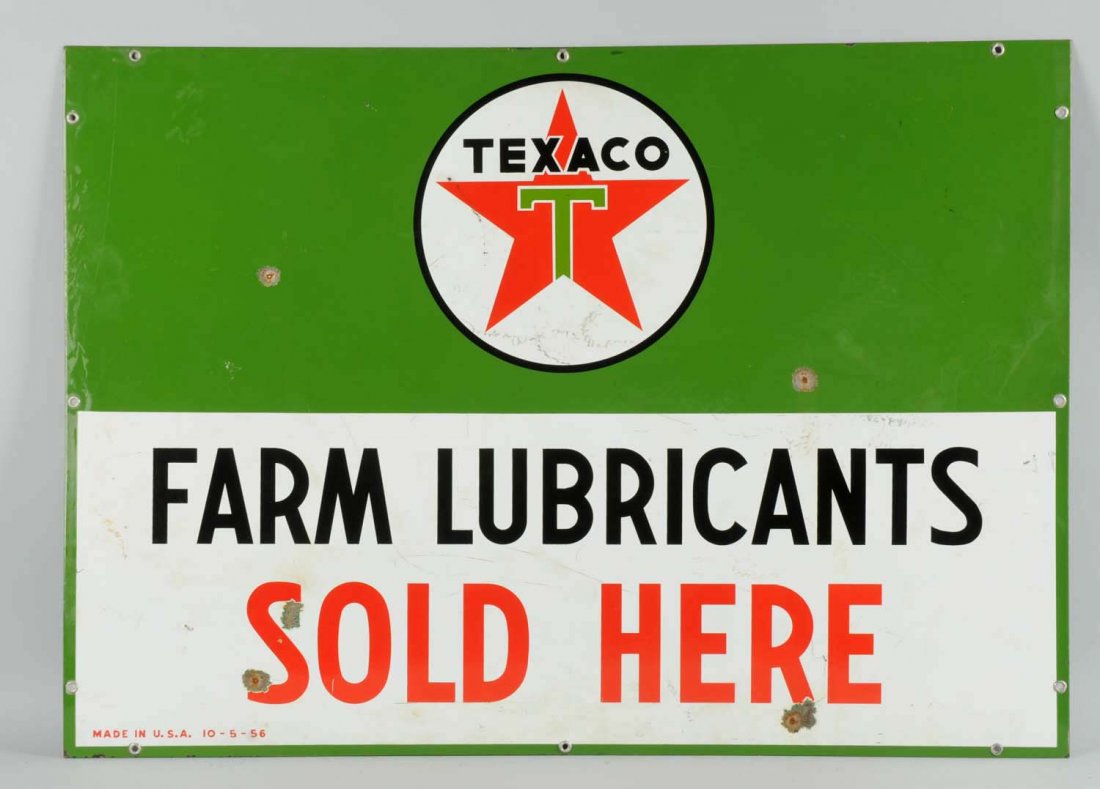 TEXACO
T
FARM LUBRICANTS
SOLD HERE
MADE IN U.S.A. 10-5-56